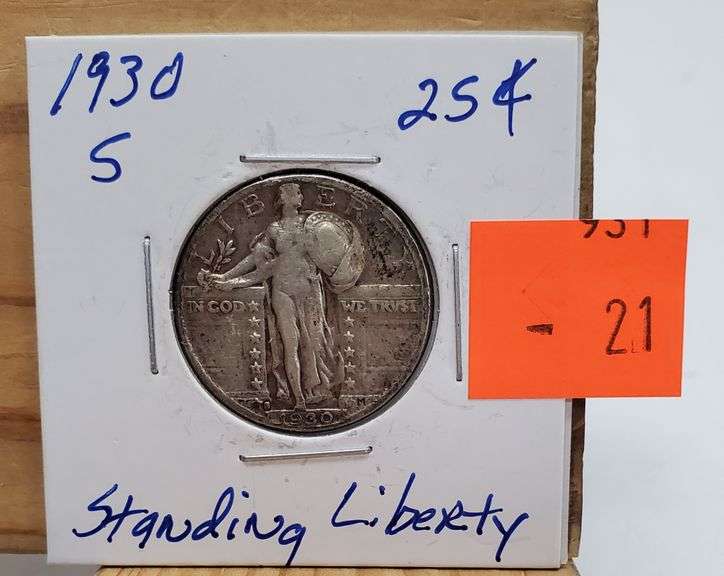 1930
S
25¢
LIBERTY
IN GOD WE TRUST
1930
- 21
Standing Liberty